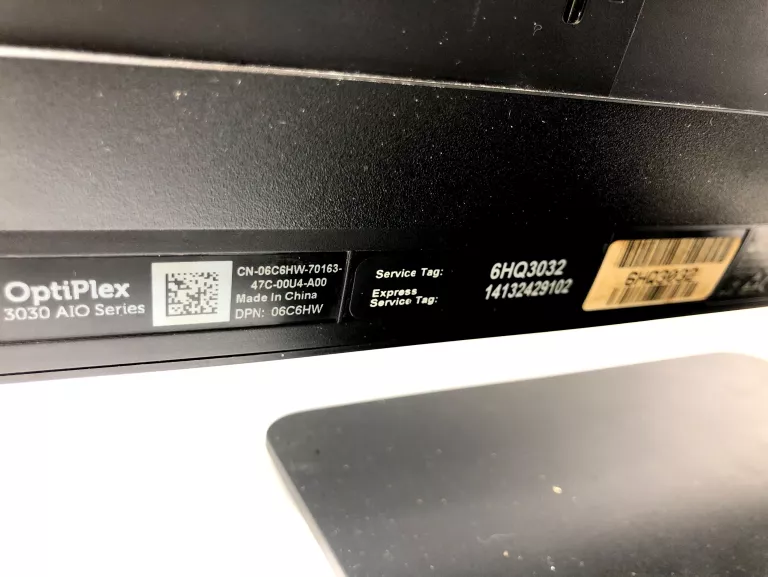 OptiPlex
3030 AIO Series
CN-06C6HW-70163-
47C-00U4-A00
Made In China
DPN: 06C6HW
Service Tag:
6HQ3032
Express
Service Tag:
14132429102
6HQ3032